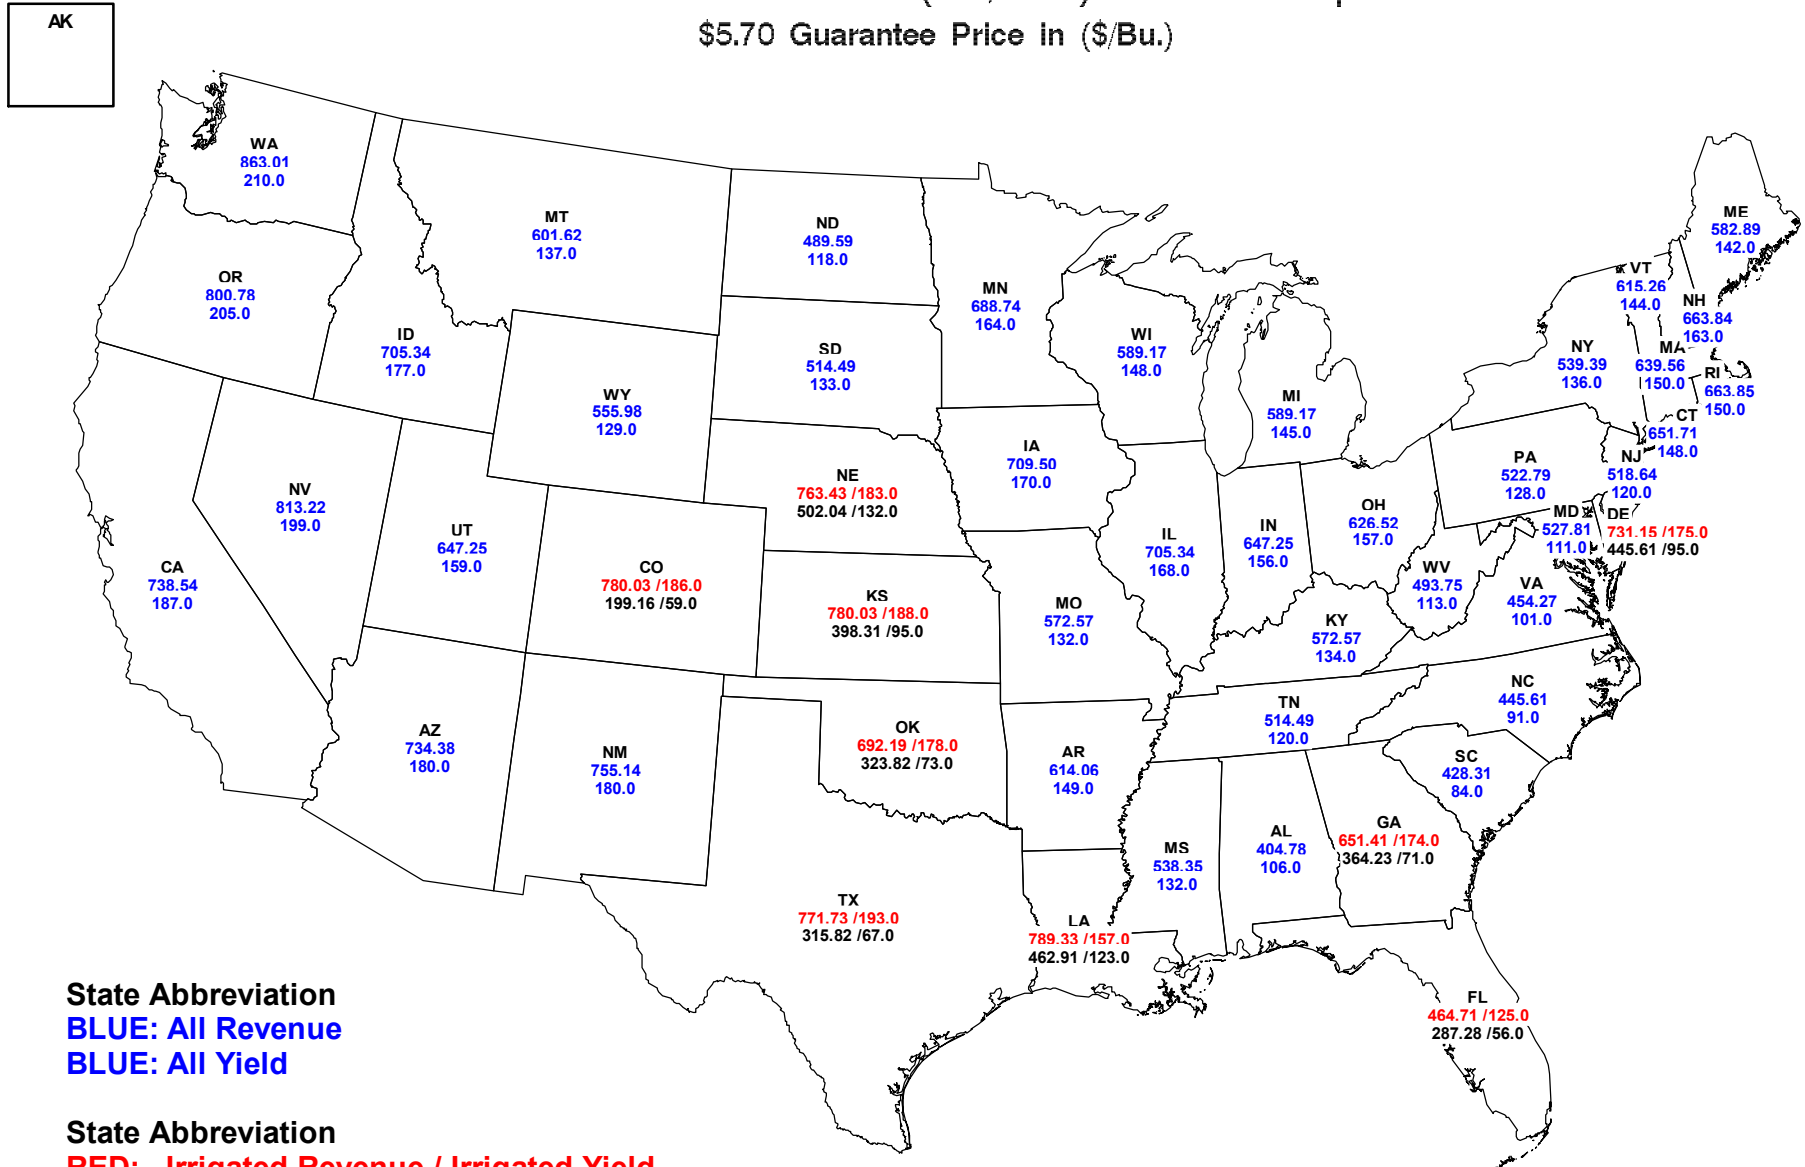 AK
$5.70 Guarantee Price in ($/Bu.)
WA
863.01
210.0
MT
601.62
137.0
ND
489.59
118.0
MN
688.74
164.0
ME
582.89
142.0
OR
800.78
205.0
ID
705.34
177.0
WY
555.98
129.0
SD
514.49
133.0
WI
589.17
148.0
MI
589.17
145.0
VT
615.26
144.0
NH
663.84
163.0
NY
539.39
136.0
MA
639.56
150.0
RI
663.85
150.0
CT
651.71
148.0
NV
813.22
199.0
UT
647.25
159.0
NE
763.43 /183.0
502.04 /132.0
IA
709.50
170.0
IL
705.34
168.0
IN
647.25
156.0
OH
626.52
157.0
PA
522.79
128.0
NJ
518.64
120.0
MD
527.81
111.0
DE
731.15 /175.0
445.61 /95.0
CA
738.54
187.0
CO
780.03 /186.0
199.16 /59.0
KS
780.03 /188.0
398.31 /95.0
MO
572.57
132.0
KY
572.57
134.0
WV
493.75
113.0
VA
454.27
101.0
AZ
734.38
180.0
NM
755.14
180.0
OK
692.19 /178.0
323.82 /73.0
AR
614.06
149.0
TN
514.49
120.0
NC
445.61
91.0
SC
428.31
84.0
TX
771.73 /193.0
315.82 /67.0
LA
789.33 /157.0
462.91 /123.0
MS
538.35
132.0
AL
404.78
106.0
GA
651.41 /174.0
364.23 /71.0
FL
464.71 /125.0
287.28 /56.0
State Abbreviation
BLUE: All Revenue
BLUE: All Yield
State Abbreviation
RED: Irrigated Revenue / Irrigated Yield